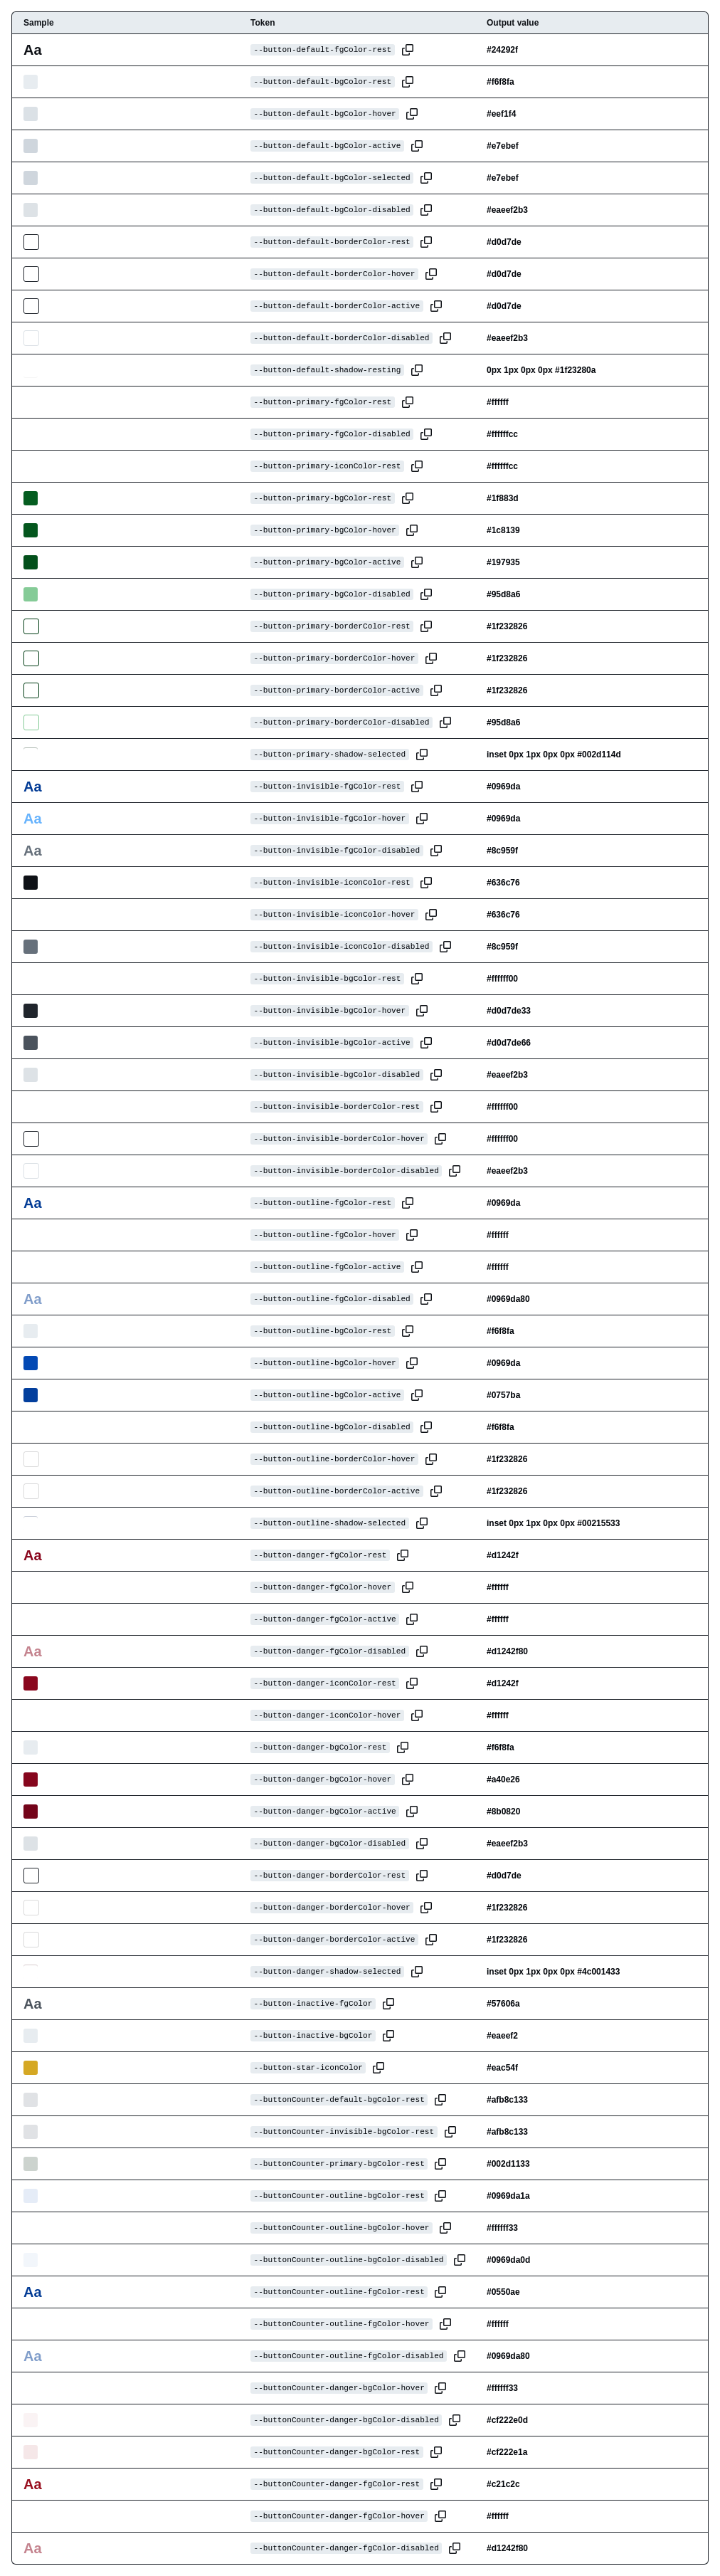 Sample Token Output value
Aa --button-default-fgColor-rest #24292f
--button-default-bgColor-rest #f6f8fa
--button-default-bgColor-hover #eef1f4
--button-default-bgColor-active #e7ebef
--button-default-bgColor-selected #e7ebef
--button-default-bgColor-disabled #eaeef2b3
--button-default-borderColor-rest #d0d7de
--button-default-borderColor-hover #d0d7de
--button-default-borderColor-active #d0d7de
--button-default-borderColor-disabled #eaeef2b3
--button-default-shadow-resting 0px 1px 0px 0px #1f23280a
--button-primary-fgColor-rest #ffffff
--button-primary-fgColor-disabled #ffffffcc
--button-primary-iconColor-rest #ffffffcc
--button-primary-bgColor-rest #1f883d
--button-primary-bgColor-hover #1c8139
--button-primary-bgColor-active #197935
--button-primary-bgColor-disabled #95d8a6
--button-primary-borderColor-rest #1f232826
--button-primary-borderColor-hover #1f232826
--button-primary-borderColor-active #1f232826
--button-primary-borderColor-disabled #95d8a6
--button-primary-shadow-selected inset 0px 1px 0px 0px #002d114d
Aa --button-invisible-fgColor-rest #0969da
Aa --button-invisible-fgColor-hover #0969da
Aa --button-invisible-fgColor-disabled #8c959f
--button-invisible-iconColor-rest #636c76
--button-invisible-iconColor-hover #636c76
--button-invisible-iconColor-disabled #8c959f
--button-invisible-bgColor-rest #ffffff00
--button-invisible-bgColor-hover #d0d7de33
--button-invisible-bgColor-active #d0d7de66
--button-invisible-bgColor-disabled #eaeef2b3
--button-invisible-borderColor-rest #ffffff00
--button-invisible-borderColor-hover #ffffff00
--button-invisible-borderColor-disabled #eaeef2b3
Aa --button-outline-fgColor-rest #0969da
--button-outline-fgColor-hover #ffffff
--button-outline-fgColor-active #ffffff
Aa --button-outline-fgColor-disabled #0969da80
--button-outline-bgColor-rest #f6f8fa
--button-outline-bgColor-hover #0969da
--button-outline-bgColor-active #0757ba
--button-outline-bgColor-disabled #f6f8fa
--button-outline-borderColor-hover #1f232826
--button-outline-borderColor-active #1f232826
--button-outline-shadow-selected inset 0px 1px 0px 0px #00215533
Aa --button-danger-fgColor-rest #d1242f
--button-danger-fgColor-hover #ffffff
--button-danger-fgColor-active #ffffff
Aa --button-danger-fgColor-disabled #d1242f80
--button-danger-iconColor-rest #d1242f
--button-danger-iconColor-hover #ffffff
--button-danger-bgColor-rest #f6f8fa
--button-danger-bgColor-hover #a40e26
--button-danger-bgColor-active #8b0820
--button-danger-bgColor-disabled #eaeef2b3
--button-danger-borderColor-rest #d0d7de
--button-danger-borderColor-hover #1f232826
--button-danger-borderColor-active #1f232826
--button-danger-shadow-selected inset 0px 1px 0px 0px #4c001433
Aa --button-inactive-fgColor #57606a
--button-inactive-bgColor #eaeef2
--button-star-iconColor #eac54f
--buttonCounter-default-bgColor-rest #afb8c133
--buttonCounter-invisible-bgColor-rest #afb8c133
--buttonCounter-primary-bgColor-rest #002d1133
--buttonCounter-outline-bgColor-rest #0969da1a
--buttonCounter-outline-bgColor-hover #ffffff33
--buttonCounter-outline-bgColor-disabled #0969da0d
Aa --buttonCounter-outline-fgColor-rest #0550ae
--buttonCounter-outline-fgColor-hover #ffffff
Aa --buttonCounter-outline-fgColor-disabled #0969da80
--buttonCounter-danger-bgColor-hover #ffffff33
--buttonCounter-danger-bgColor-disabled #cf222e0d
--buttonCounter-danger-bgColor-rest #cf222e1a
Aa --buttonCounter-danger-fgColor-rest #c21c2c
--buttonCounter-danger-fgColor-hover #ffffff
Aa --buttonCounter-danger-fgColor-disabled #d1242f80